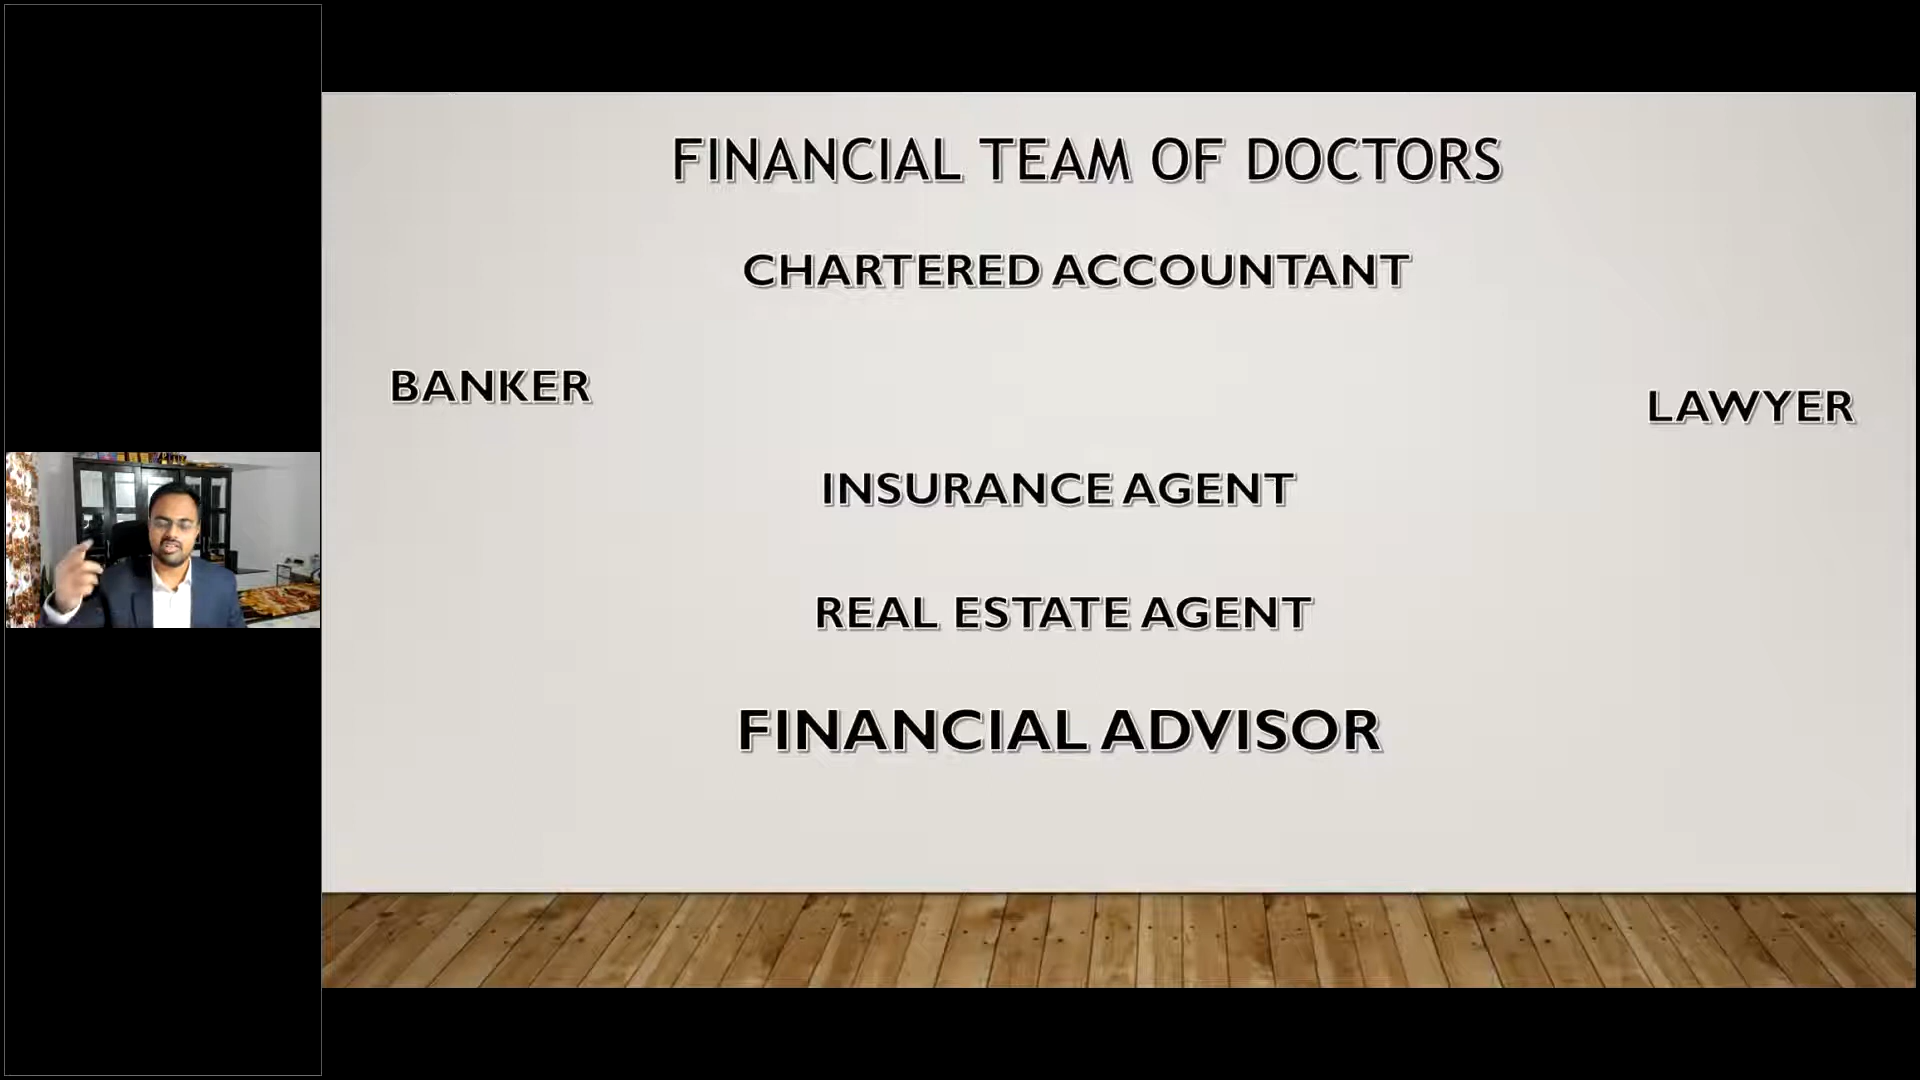 FINANCIAL TEAM OF DOCTORS
CHARTERED ACCOUNTANT
BANKER
LAWYER
INSURANCE AGENT
REAL ESTATE AGENT
FINANCIAL ADVISOR